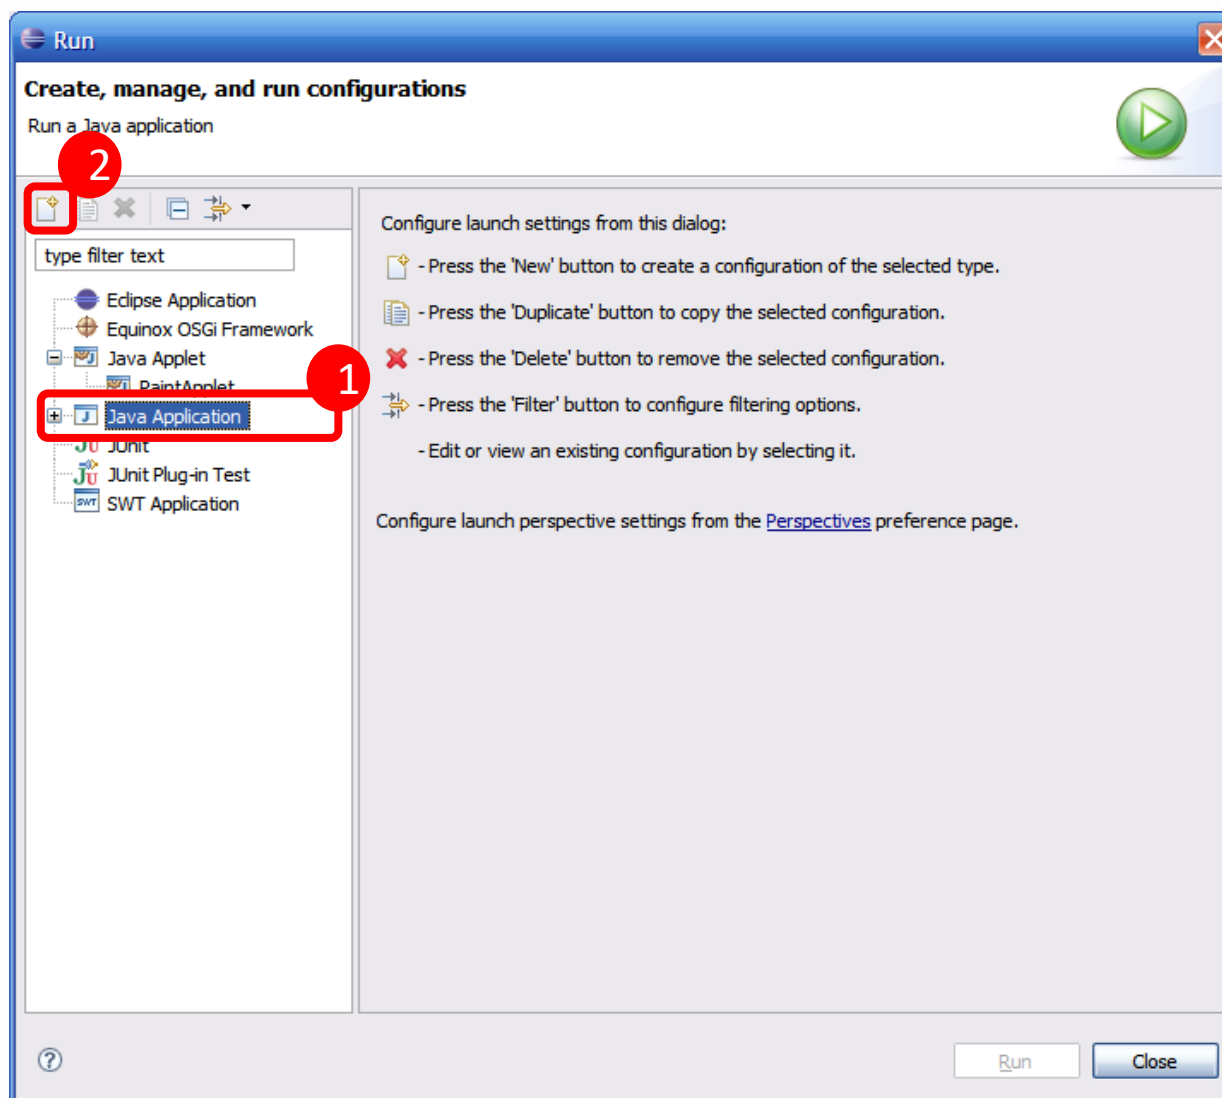 Run
Create, manage, and run configurations
Run a Java application
2
type filter text
Eclipse Application
Equinox OSGi Framework
Java Applet
PaintApplet
1
Java Application
JUnit
JUnit Plug-in Test
SWT Application
Configure launch settings from this dialog:
- Press the 'New' button to create a configuration of the selected type.
- Press the 'Duplicate' button to copy the selected configuration.
- Press the 'Delete' button to remove the selected configuration.
- Press the 'Filter' button to configure filtering options.
- Edit or view an existing configuration by selecting it.
Configure launch perspective settings from the Perspectives preference page.
Run
Close